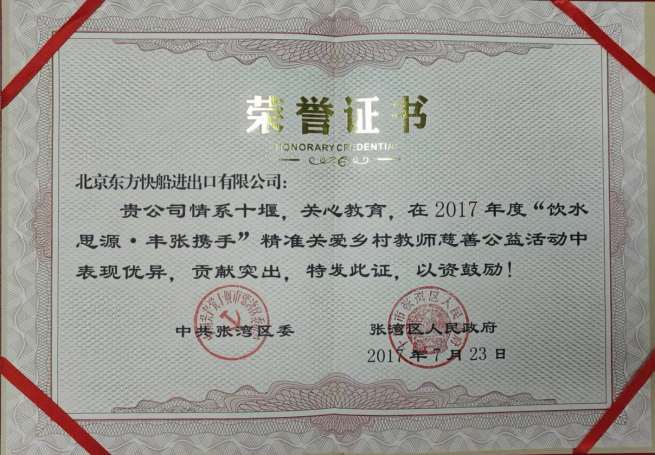 荣誉证书
HONORARY CREDENTIAL
北京东方快船进出口有限公司：
贵公司情系十堰，关心教育，在2017年度“饮水
思源·丰张携手”精准关爱乡村教师慈善公益活动中
表现优异，贡献突出，特发此证，以资鼓励！
中共张湾区委
张湾区人民政府
2017年7月23日